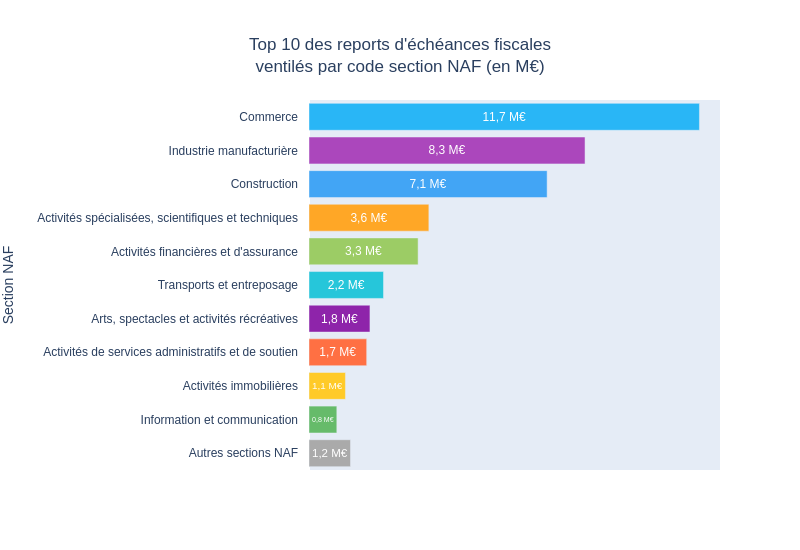 Top 10 des reports d'échéances fiscales
ventilés par code section NAF (en M€)
Section NAF
Commerce 11,7 M€
Industrie manufacturière 8,3 M€
Construction 7,1 M€
Activités spécialisées, scientifiques et techniques 3,6 M€
Activités financières et d'assurance 3,3 M€
Transports et entreposage 2,2 M€
Arts, spectacles et activités récréatives 1,8 M€
Activités de services administratifs et de soutien 1,7 M€
Activités immobilières 1,1 M€
Information et communication 0,8 M€
Autres sections NAF 1,2 M€